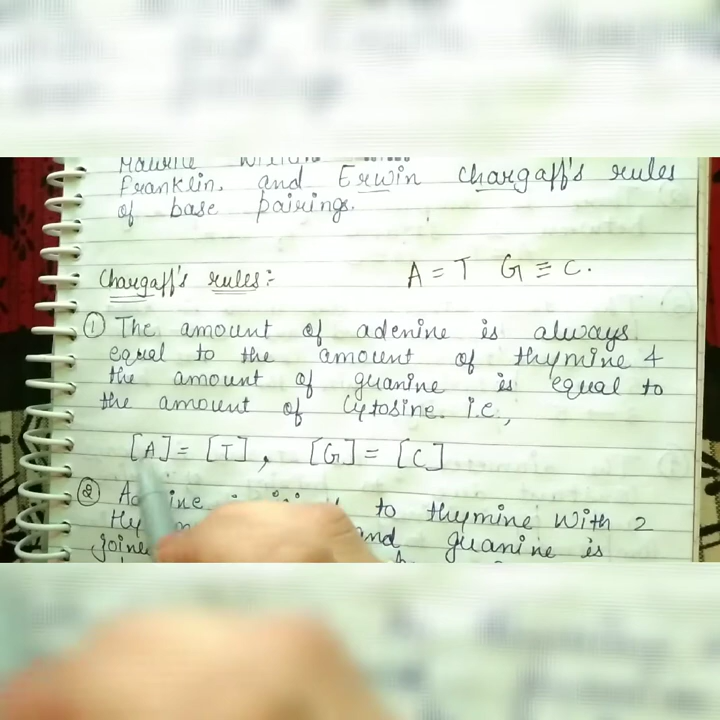 Franklin. and Erwin chargaff's rules
of base pairings.
Chargaff's rules:- A = T G ≡ C.
① The amount of adenine is always
equal to the amount of thymine &
the amount of guanine is equal to
the amount of Cytosine. i.e.,
[A] = [T], [G] = [C]
② to thymine with 2
and guanine is